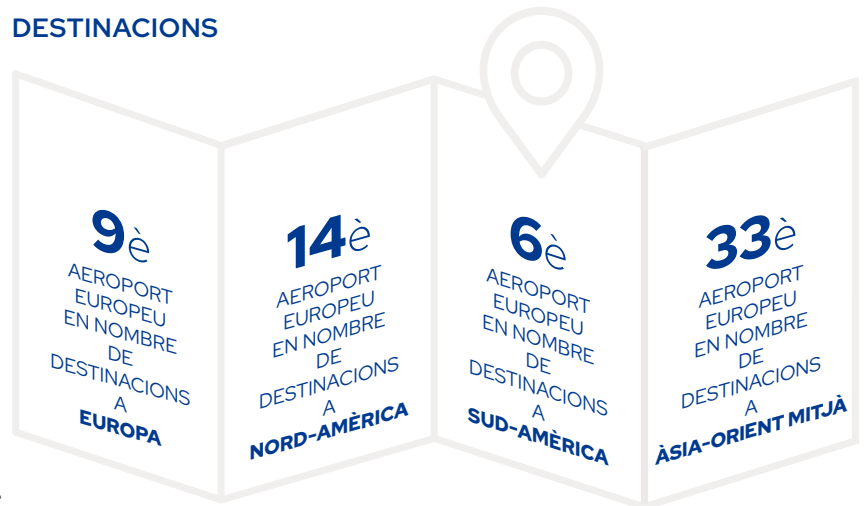 DESTINACIONS
9è
AEROPORT
EUROPEU
EN NOMBRE
DE
DESTINACIONS
A
EUROPA
14è
AEROPORT
EUROPEU
EN NOMBRE
DE
DESTINACIONS
A
NORD-AMÈRICA
6è
AEROPORT
EUROPEU
EN NOMBRE
DE
DESTINACIONS
A
SUD-AMÈRICA
33è
AEROPORT
EUROPEU
EN NOMBRE
DE
DESTINACIONS
A
ÀSIA-ORIENT MITJÀ